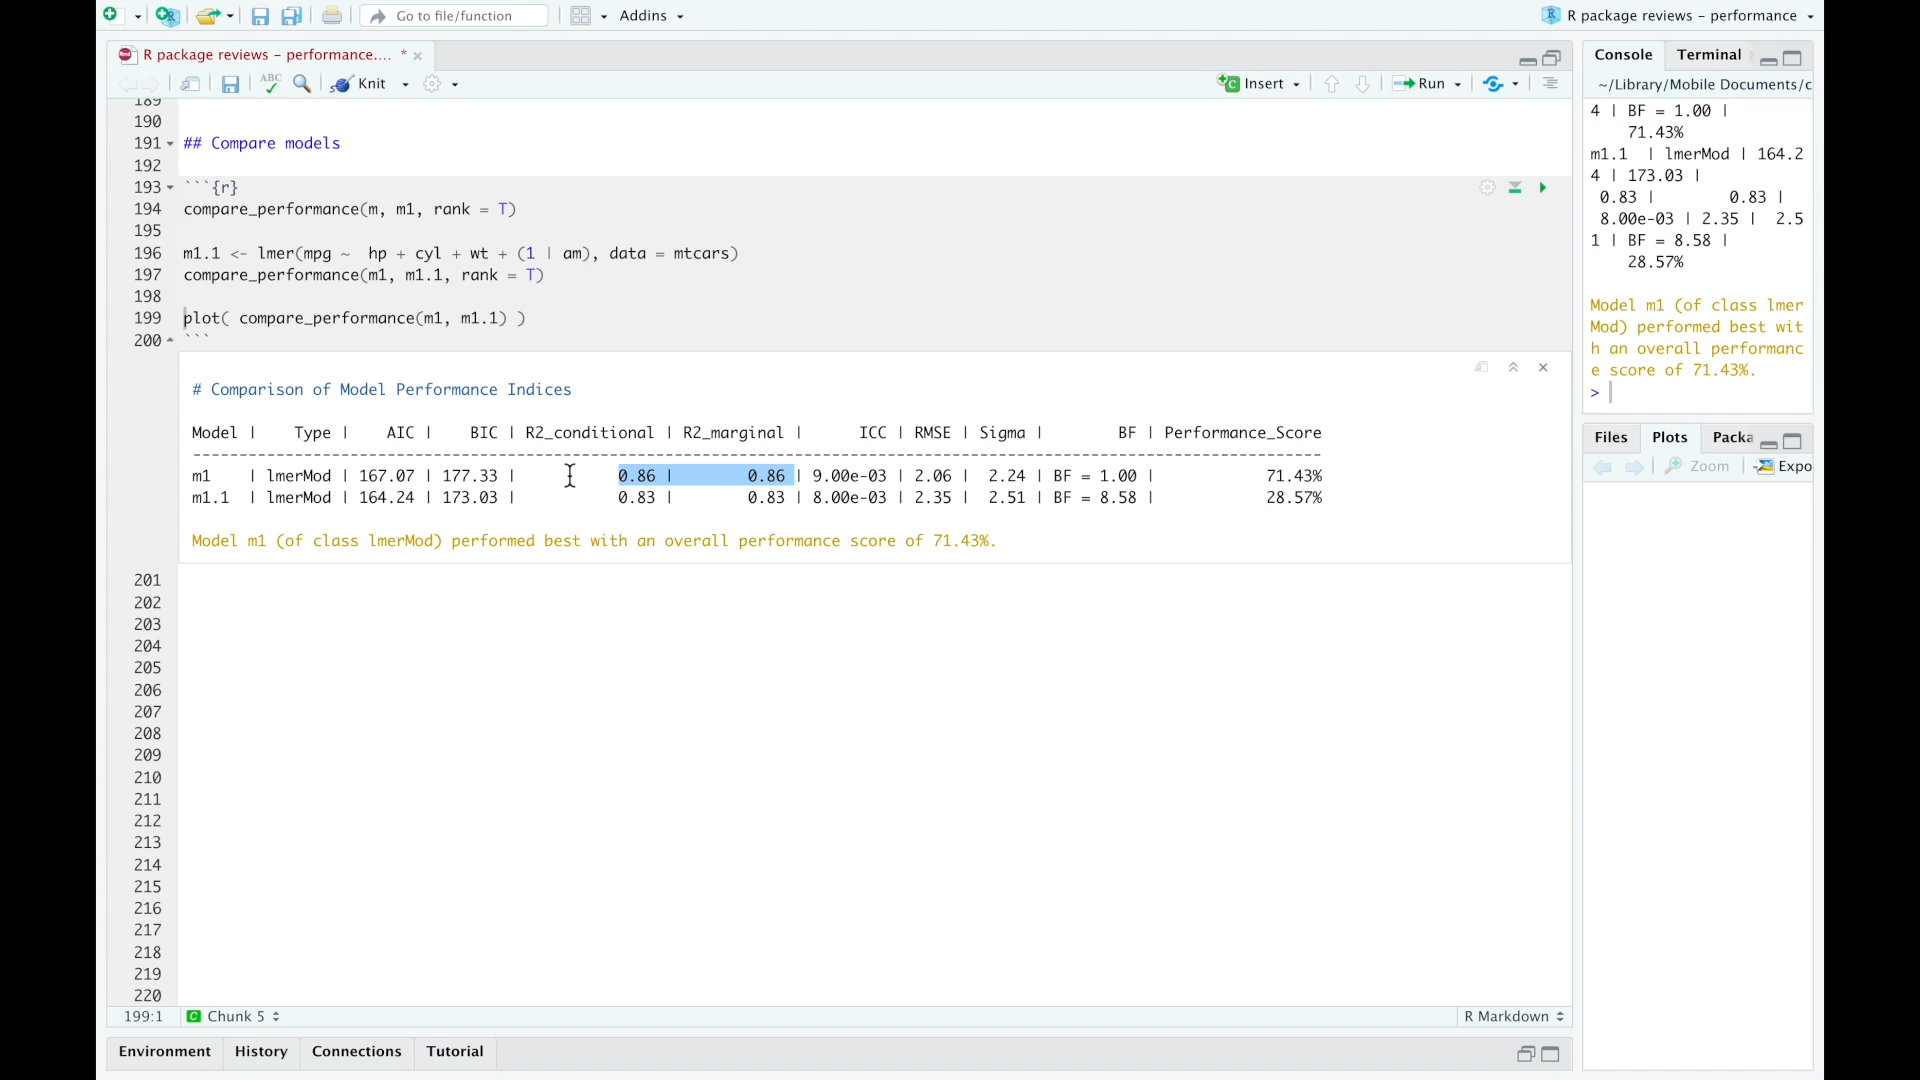 Go to file/function
Addins
R package reviews – performance
R package reviews – performance.... *
ABC
Knit
Insert
Run
189
190
191 ## Compare models
192
193 ```{r}
194 compare_performance(m, m1, rank = T)
195
196 m1.1 <- lmer(mpg ~  hp + cyl + wt + (1 | am), data = mtcars)
197 compare_performance(m1, m1.1, rank = T)
198
199 plot( compare_performance(m1, m1.1) )
200 ```
# Comparison of Model Performance Indices
Model |    Type |    AIC |    BIC | R2_conditional | R2_marginal |      ICC | RMSE | Sigma |        BF | Performance_Score
--------------------------------------------------------------------------------------------------------------------------
m1    | lmerMod | 167.07 | 177.33 |           0.86 |        0.86 | 9.00e-03 | 2.06 |  2.24 | BF = 1.00 |            71.43%
m1.1  | lmerMod | 164.24 | 173.03 |           0.83 |        0.83 | 8.00e-03 | 2.35 |  2.51 | BF = 8.58 |            28.57%
Model m1 (of class lmerMod) performed best with an overall performance score of 71.43%.
201
202
203
204
205
206
207
208
209
210
211
212
213
214
215
216
217
218
219
220
199:1 C Chunk 5
R Markdown
Environment History Connections Tutorial
Console Terminal
~/Library/Mobile Documents/c
4 | BF = 1.00 |
71.43%
m1.1  | lmerMod | 164.2
4 | 173.03 |
0.83 |        0.83 |
8.00e-03 | 2.35 |  2.5
1 | BF = 8.58 |
28.57%
Model m1 (of class lmer
Mod) performed best wit
h an overall performanc
e score of 71.43%.
>
Files Plots Packa
Zoom Expo